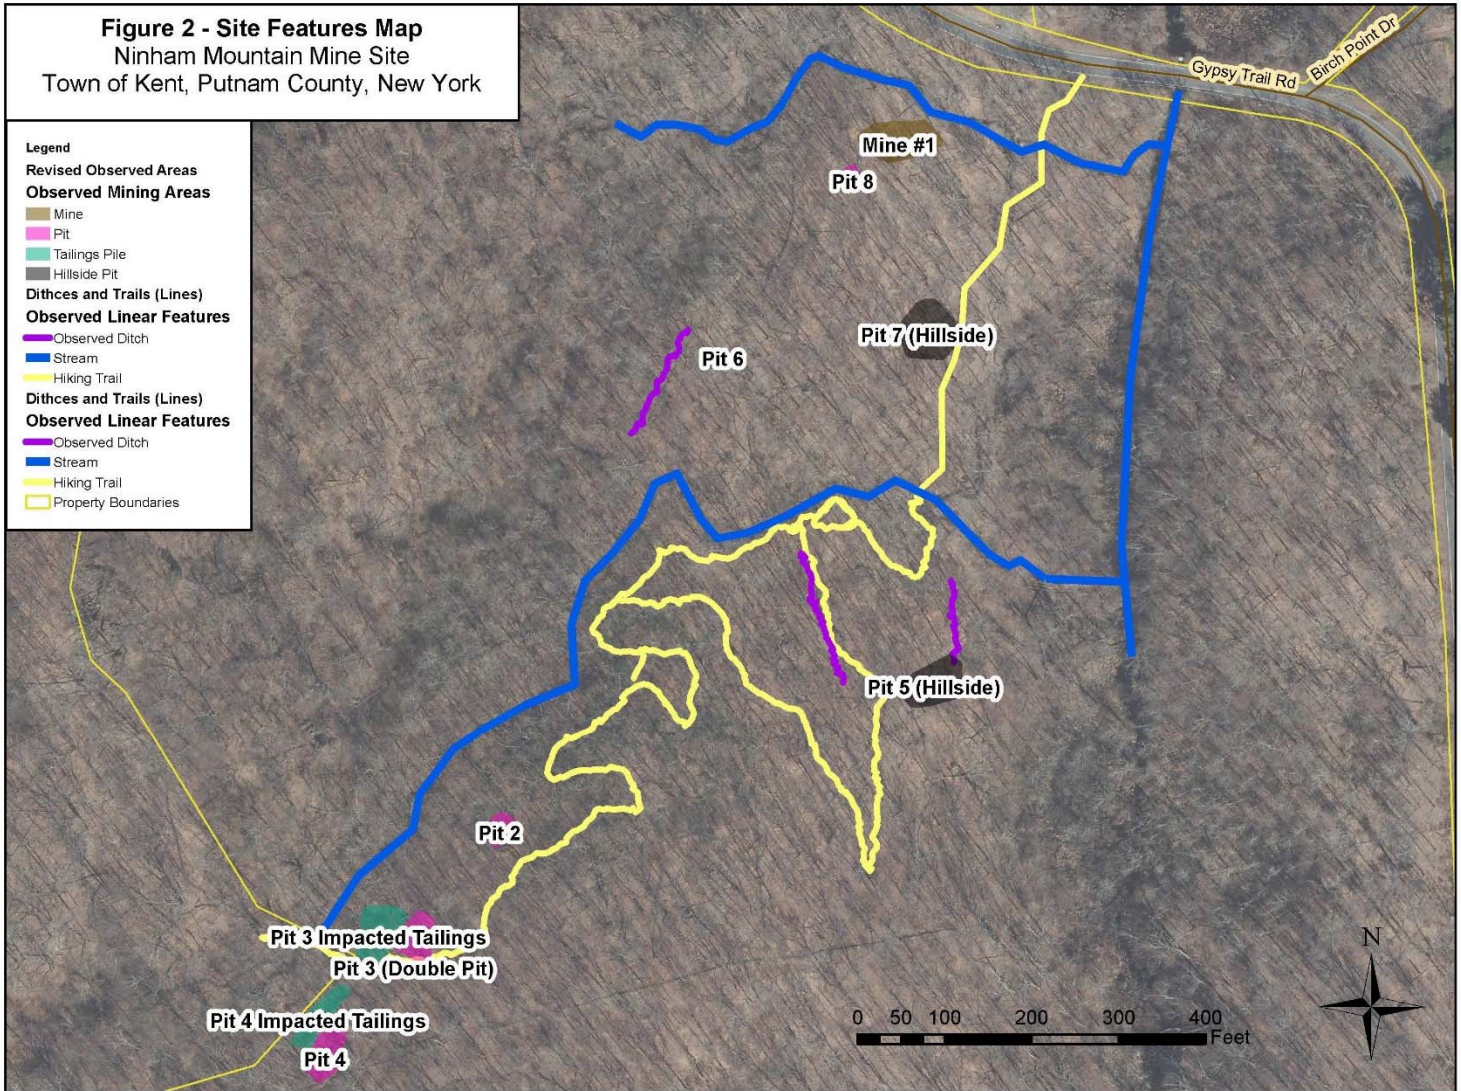 Figure 2 - Site Features Map
Ninham Mountain Mine Site
Town of Kent, Putnam County, New York
Legend
Revised Observed Areas
Observed Mining Areas
Mine
Pit
Tailings Pile
Hillside Pit
Dithces and Trails (Lines)
Observed Linear Features
Observed Ditch
Stream
Hiking Trail
Dithces and Trails (Lines)
Observed Linear Features
Observed Ditch
Stream
Hiking Trail
Property Boundaries
Gypsy Trail Rd
Birch Point Dr
Mine #1
Pit 8
Pit 7 (Hillside)
Pit 6
Pit 5 (Hillside)
Pit 2
Pit 3 Impacted Tailings
Pit 3 (Double Pit)
Pit 4 Impacted Tailings
Pit 4
N
0 50 100 200 300 400
Feet